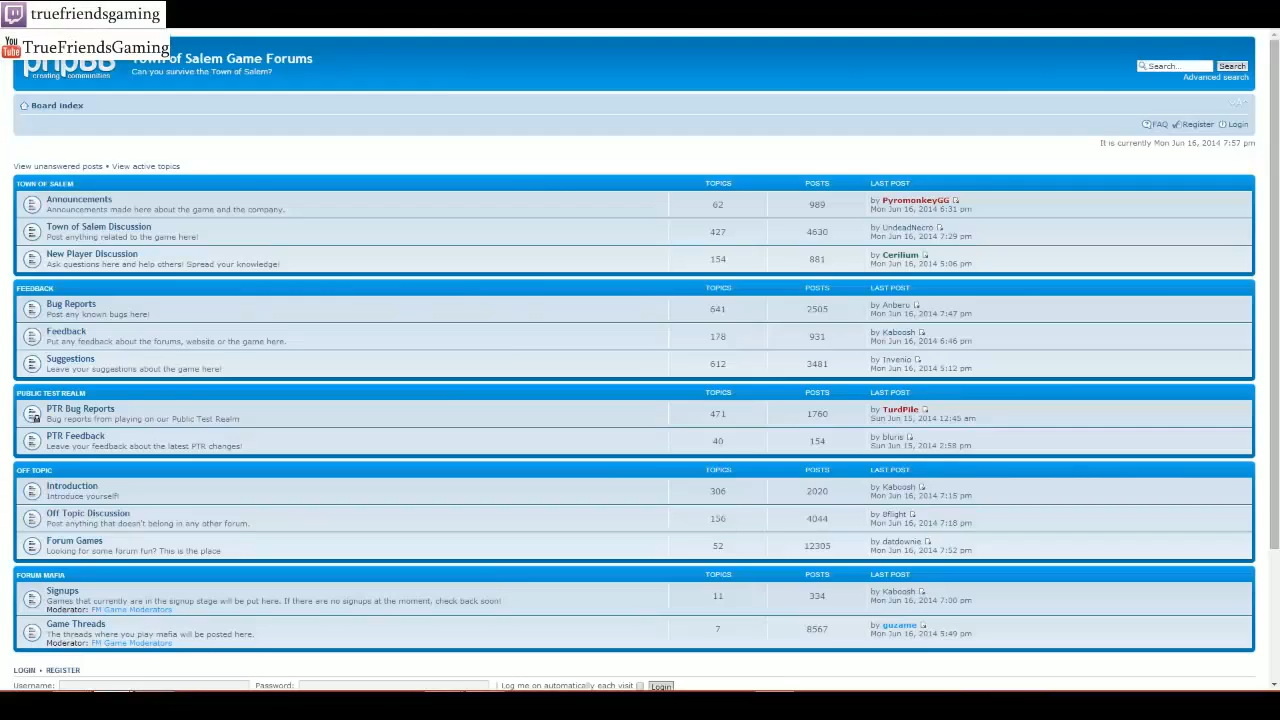 truefriendsgaming
You Tube TrueFriendsGaming
phpBB
creating communities
Town of Salem Game Forums
Can you survive the Town of Salem?
Search... Search
Advanced search
Board index
FAQ Register Login
It is currently Mon Jun 16, 2014 7:57 pm
View unanswered posts • View active topics
TOWN OF SALEM TOPICS POSTS LAST POST
Announcements
Announcements made here about the game and the company.
62 989 by PyromonkeyGG
Mon Jun 16, 2014 6:31 pm
Town of Salem Discussion
Post anything related to the game here!
427 4630 by UndeadNecro
Mon Jun 16, 2014 7:29 pm
New Player Discussion
Ask questions here and help others! Spread your knowledge!
154 881 by Cerilium
Mon Jun 16, 2014 5:06 pm
FEEDBACK TOPICS POSTS LAST POST
Bug Reports
Post any known bugs here!
641 2505 by Anberu
Mon Jun 16, 2014 7:47 pm
Feedback
Put any feedback about the forums, website or the game here.
178 931 by Kaboosh
Mon Jun 16, 2014 6:46 pm
Suggestions
Leave your suggestions about the game here!
612 3481 by Invenio
Mon Jun 16, 2014 5:12 pm
PUBLIC TEST REALM TOPICS POSTS LAST POST
PTR Bug Reports
Bug reports from playing on our Public Test Realm
471 1760 by TurdPile
Sun Jun 15, 2014 12:45 am
PTR Feedback
Leave your feedback about the latest PTR changes!
40 154 by bluris
Sun Jun 15, 2014 2:58 pm
OFF TOPIC TOPICS POSTS LAST POST
Introduction
Introduce yourself!
306 2020 by Kaboosh
Mon Jun 16, 2014 7:15 pm
Off Topic Discussion
Post anything that doesn't belong in any other forum.
156 4044 by 8flight
Mon Jun 16, 2014 7:18 pm
Forum Games
Looking for some forum fun? This is the place
52 12305 by datdownie
Mon Jun 16, 2014 7:52 pm
FORUM MAFIA TOPICS POSTS LAST POST
Signups
Games that currently are in the signup stage will be put here. If there are no signups at the moment, check back soon!
Moderator: FM Game Moderators
11 334 by Kaboosh
Mon Jun 16, 2014 7:00 pm
Game Threads
The threads where you play mafia will be posted here.
Moderator: FM Game Moderators
7 8567 by guzame
Mon Jun 16, 2014 5:49 pm
LOGIN • REGISTER
Username: Password: | Log me on automatically each visit Login